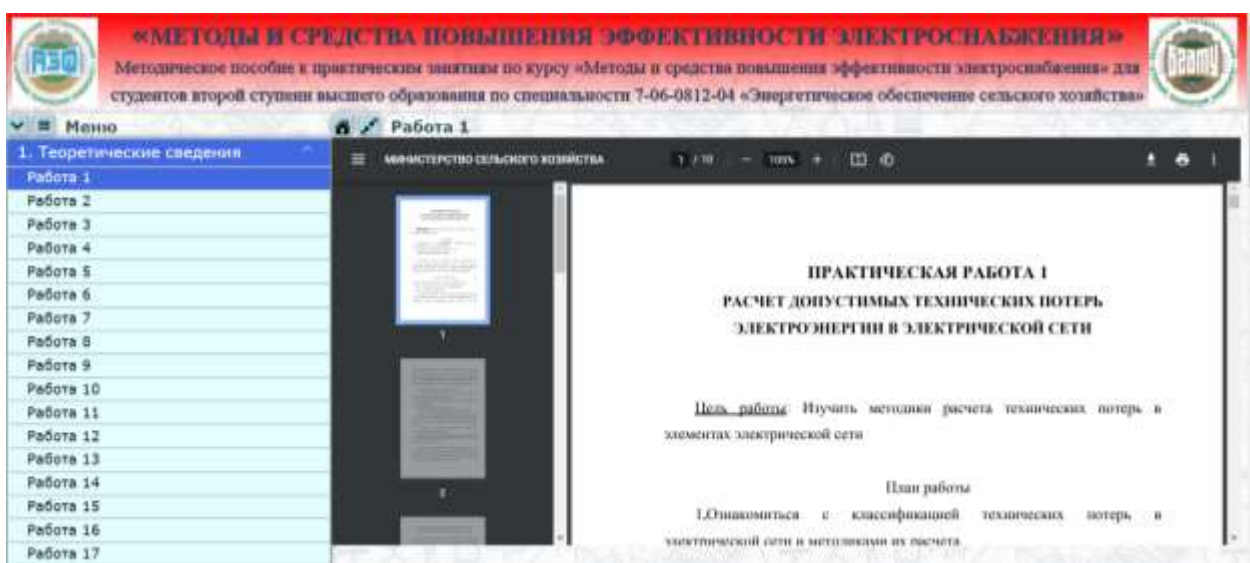 «МЕТОДЫ И СРЕДСТВА ПОВЫШЕНИЯ ЭФФЕКТИВНОСТИ ЭЛЕКТРОСНАБЖЕНИЯ»
Методическое пособие к практическим занятиям по курсу «Методы и средства повышения эффективности электроснабжения» для
студентов второй ступени высшего образования по специальности 7-06-0812-04 «Энергетическое обеспечение сельского хозяйства»
АЭФ
БГАТУ
Меню
Работа 1
1. Теоретические сведения
Работа 1
Работа 2
Работа 3
Работа 4
Работа 5
Работа 6
Работа 7
Работа 8
Работа 9
Работа 10
Работа 11
Работа 12
Работа 13
Работа 14
Работа 15
Работа 16
Работа 17
МИНИСТЕРСТВО СЕЛЬСКОГО ХОЗЯЙСТВА
1 / 10
100%
1
2
ПРАКТИЧЕСКАЯ РАБОТА 1
РАСЧЕТ ДОПУСТИМЫХ ТЕХНИЧЕСКИХ ПОТЕРЬ
ЭЛЕКТРОЭНЕРГИИ В ЭЛЕКТРИЧЕСКОЙ СЕТИ
Цель работы: Изучить методики расчета технических потерь в
элементах электрической сети
План работы
1.Ознакомиться с классификацией технических потерь в
электрической сети и методиками их расчета.